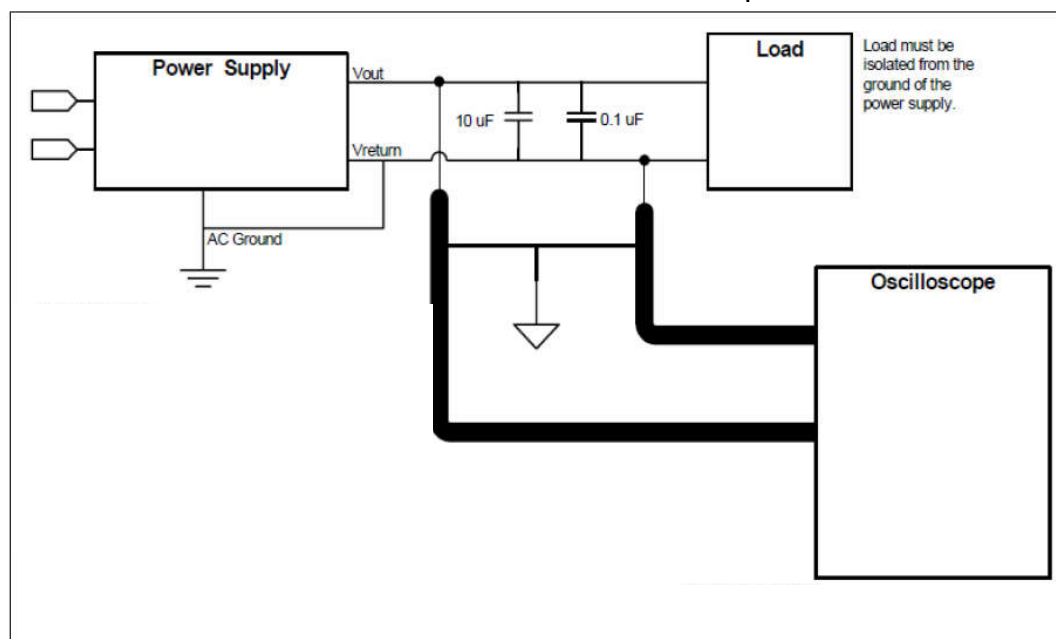 Power Supply
Vout
Load
Load must be
isolated from the
ground of the
power supply.
10 uF
0.1 uF
Vreturn
AC Ground
Oscilloscope